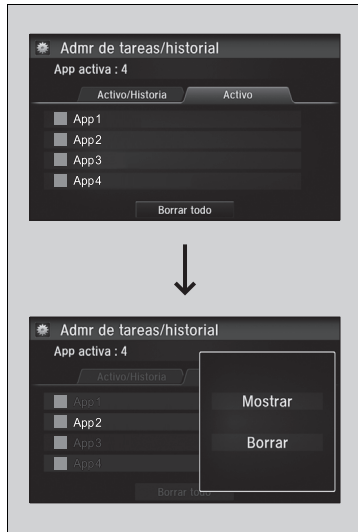 Admr de tareas/historial
App activa : 4
Activo/Historia Activo
App1
App2
App3
App4
Borrar todo
Admr de tareas/historial
App activa : 4
Activo/Historia
App1
App2
App3
App4
Mostrar
Borrar
Borrar todo